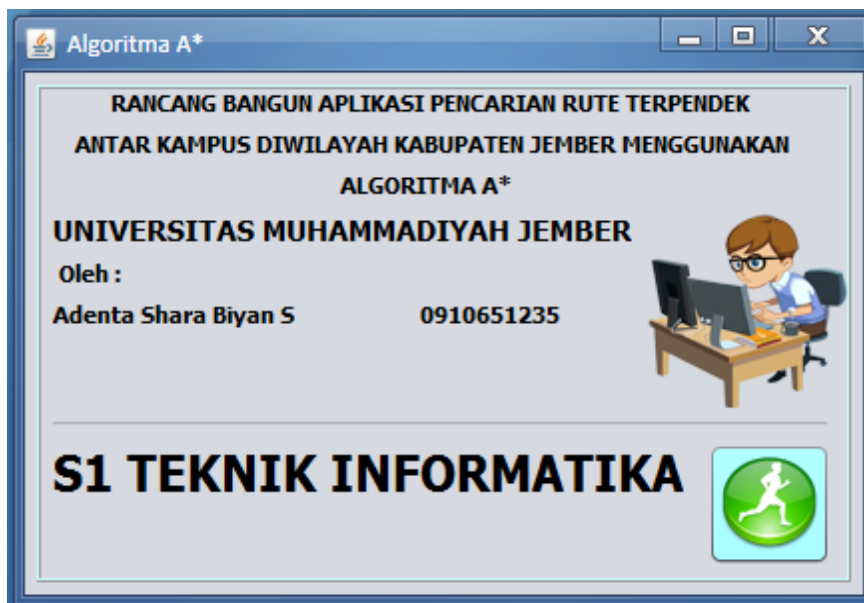 Algoritma A*
RANCANG BANGUN APLIKASI PENCARIAN RUTE TERPENDEK
ANTAR KAMPUS DIWILAYAH KABUPATEN JEMBER MENGGUNAKAN
ALGORITMA A*
UNIVERSITAS MUHAMMADIYAH JEMBER
Oleh :
Adenta Shara Biyan S 0910651235
S1 TEKNIK INFORMATIKA